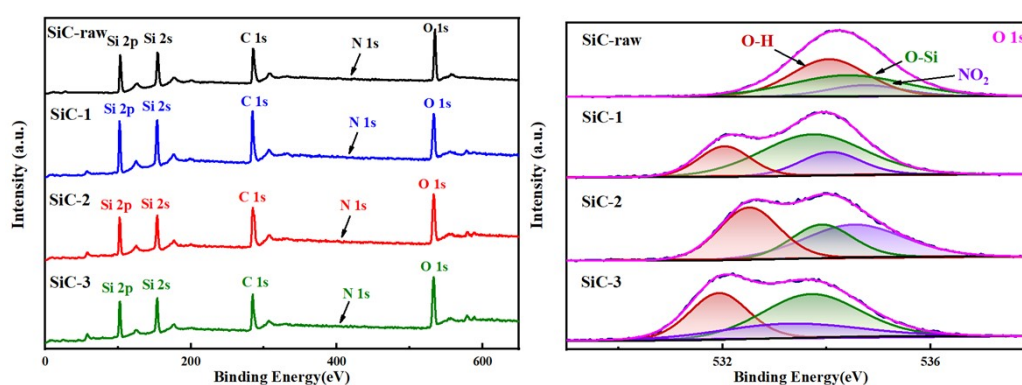 SiC-raw
Si 2p Si 2s C 1s N 1s O 1s
SiC-1
Si 2p Si 2s C 1s N 1s O 1s
SiC-2
Si 2p Si 2s C 1s N 1s O 1s
SiC-3
Si 2p Si 2s C 1s N 1s O 1s
Intensity (a.u.)
0 200 400 600
Binding Energy(eV)
SiC-raw O 1s
O-H
O-Si
NO₂
SiC-1
SiC-2
SiC-3
Intensity (a.u.)
532 536
Binding Energy(eV)